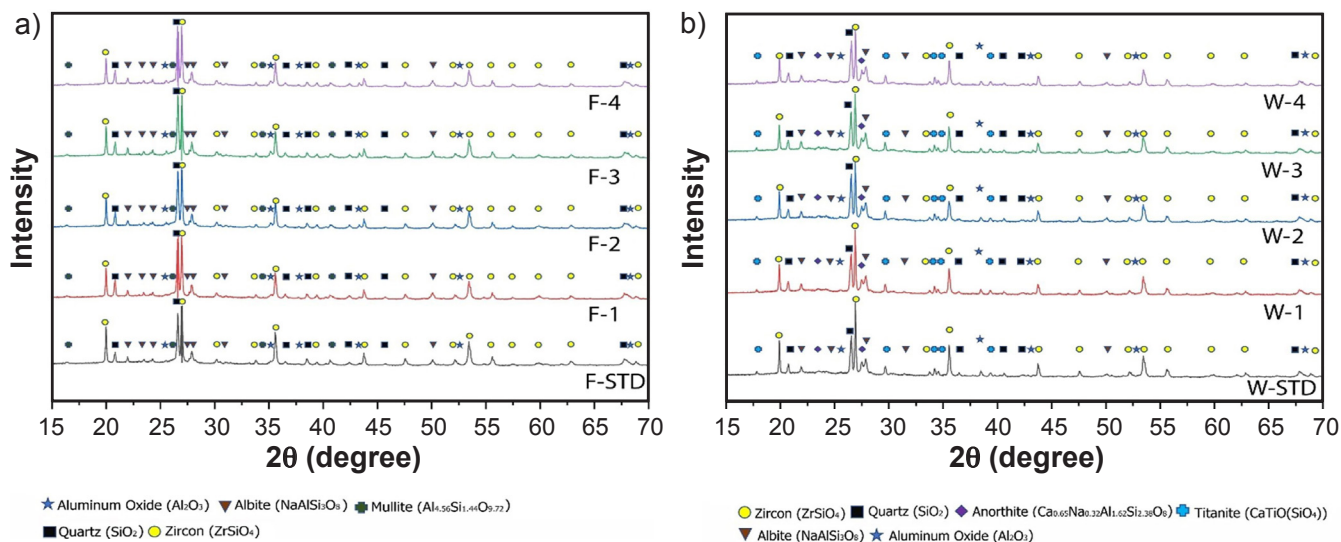 a)
Intensity
F-4
F-3
F-2
F-1
F-STD
15 20 25 30 35 40 45 50 55 60 65 70
2θ (degree)
Aluminum Oxide (Al₂O₃) Albite (NaAlSi₃O₈) Mullite (Al₄.₅₆Si₁.₄₄O₉.₇₂)
Quartz (SiO₂) Zircon (ZrSiO₄)
b)
Intensity
W-4
W-3
W-2
W-1
W-STD
15 20 25 30 35 40 45 50 55 60 65 70
2θ (degree)
Zircon (ZrSiO₄) Quartz (SiO₂) Anorthite (Ca₀.₆₅Na₀.₃₂Al₁.₆₂Si₂.₃₈O₈) Titanite (CaTiO(SiO₄))
Albite (NaAlSi₃O₈) Aluminum Oxide (Al₂O₃)